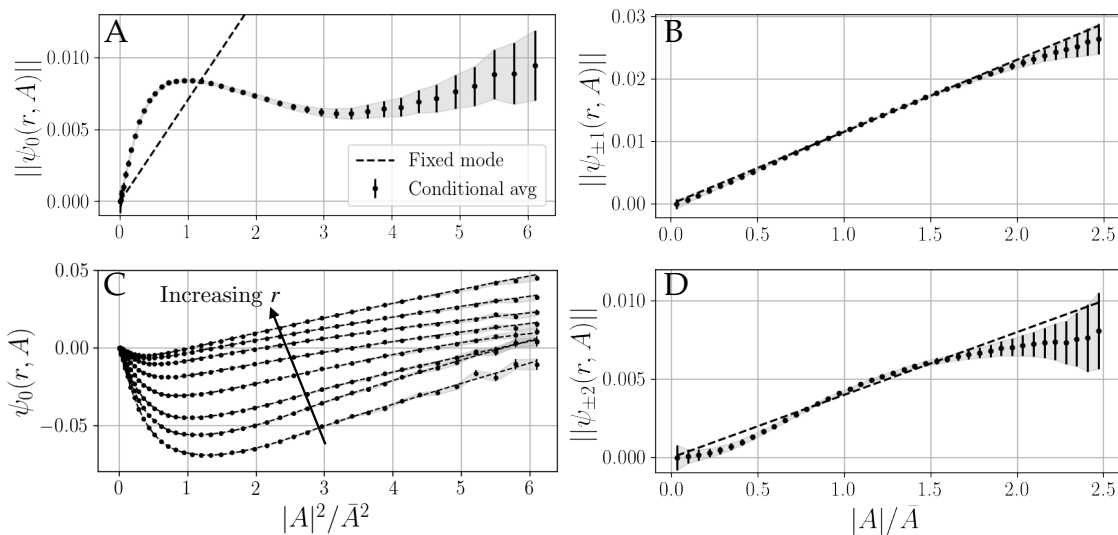 A
||ψ₀(r, A)||
0.010
0.005
0.000
0 1 2 3 4 5 6
Fixed mode
Conditional avg
B
||ψ±1(r, A)||
0.03
0.02
0.01
0.00
0.0 0.5 1.0 1.5 2.0 2.5
C
Increasing r
ψ₀(r, A)
0.05
0.00
−0.05
0 1 2 3 4 5 6
|A|²/Ā²
D
||ψ±2(r, A)||
0.010
0.005
0.000
0.0 0.5 1.0 1.5 2.0 2.5
|A|/Ā